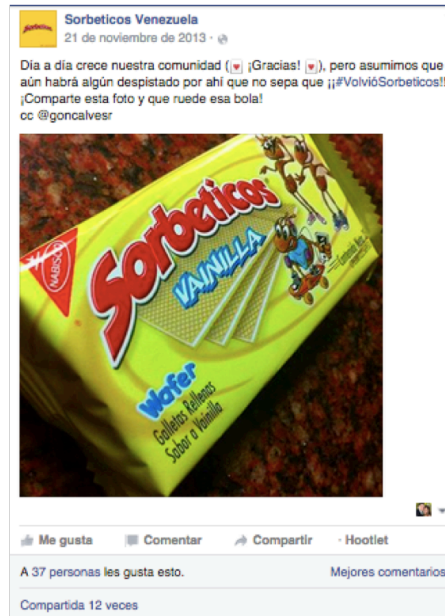 Sorbeticos Venezuela
21 de noviembre de 2013 ·
Día a día crece nuestra comunidad ( ¡Gracias! ), pero asumimos que
aún habrá algún despistado por ahí que no sepa que ¡¡#VolvióSorbeticos!!
¡Comparte esta foto y que ruede esa bola!
cc @goncalvesr
NABISCO
Sorbeticos
VAINILLA
Wafer
Galletas Rellenas
Sabor a Vainilla
Me gusta Comentar Compartir · Hootlet
A 37 personas les gusta esto. Mejores comentarios
Compartida 12 veces